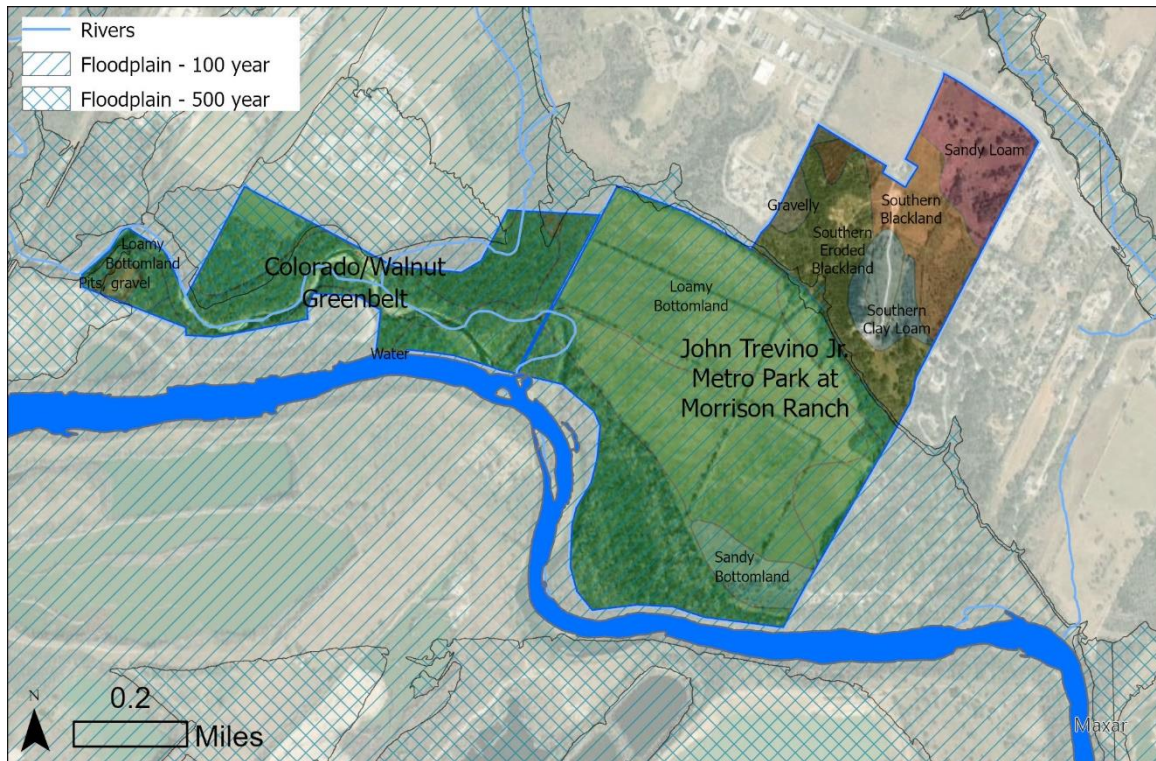 Rivers
Floodplain - 100 year
Floodplain - 500 year
Sandy Loam
Gravelly
Southern
Blackland
Southern
Eroded
Blackland
Loamy
Bottomland
Pits, gravel
Colorado/Walnut
Greenbelt
Loamy
Bottomland
Southern
Clay Loam
Water
John Trevino Jr.
Metro Park at
Morrison Ranch
Sandy
Bottomland
N
0.2
Miles
Maxar